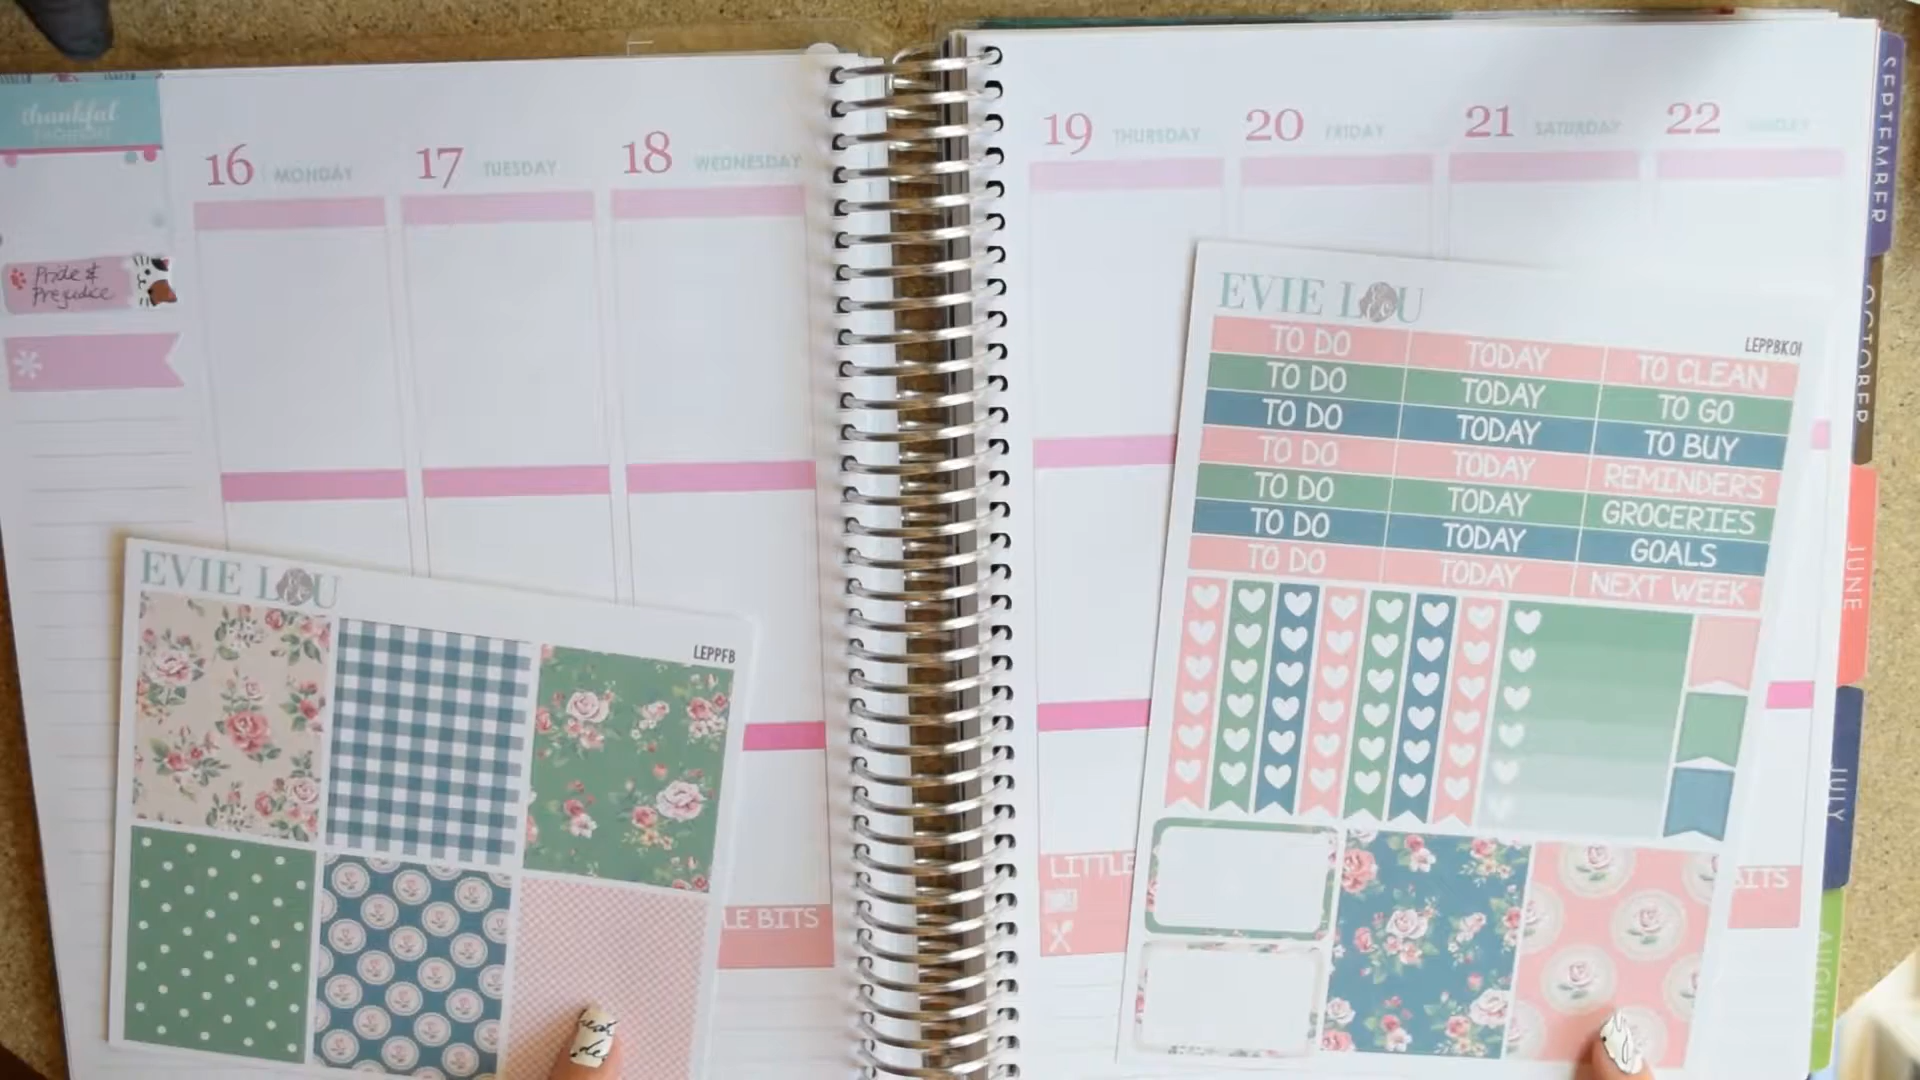 thankful
16 MONDAY
17 TUESDAY
18 WEDNESDAY
19 THURSDAY
20 FRIDAY
21 SATURDAY
22 SUNDAY
Pride &
Prejudice
EVIE LOU
LEPPFB
LE BITS
EVIE LOU
LEPPBK01
TO DO TODAY TO CLEAN
TO DO TODAY TO GO
TO DO TODAY TO BUY
TO DO TODAY REMINDERS
TO DO TODAY GROCERIES
TO DO TODAY GOALS
TO DO TODAY NEXT WEEK
LITTLE
BITS
SEPTEMBER
OCTOBER
JUNE
JULY
AUGUST